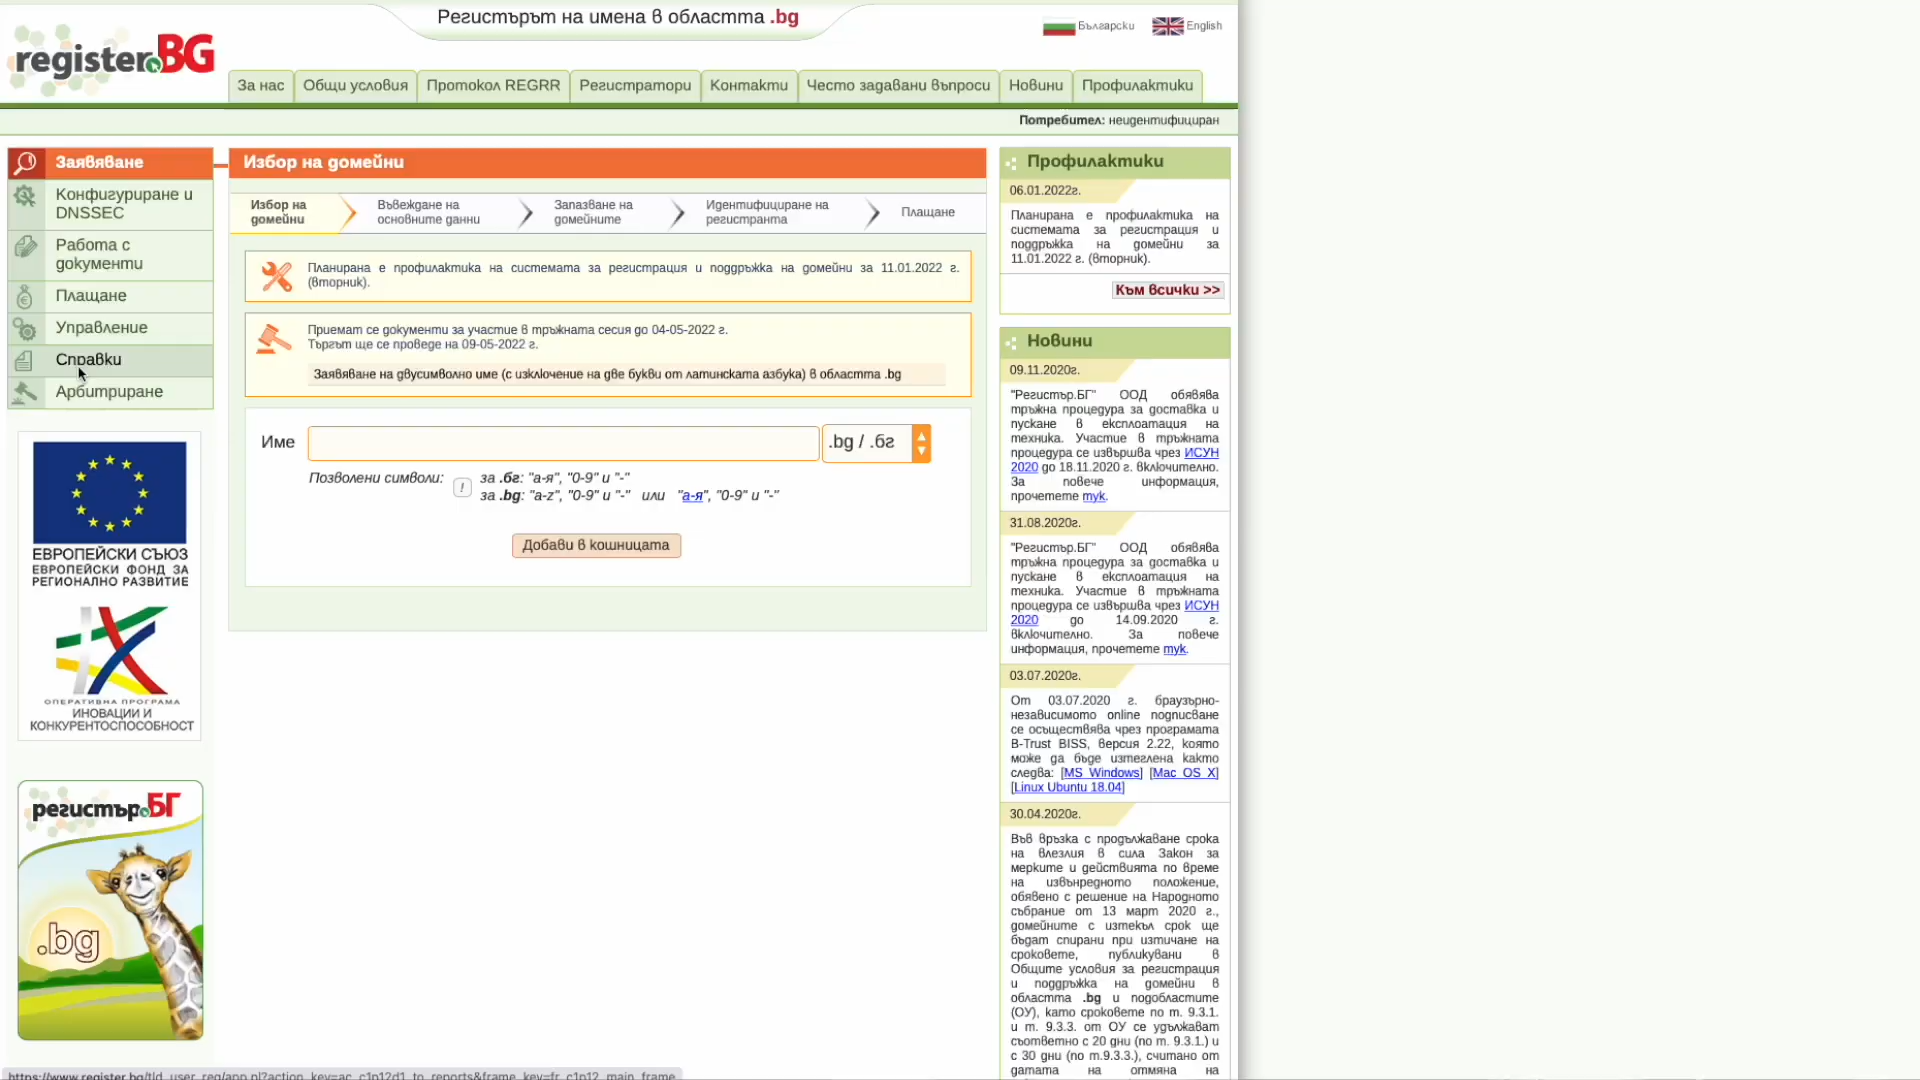 Регистърът на имена в областта .bg
Български
English
register.BG
За нас
Общи условия
Протокол REGRR
Регистратори
Контакти
Често задавани въпроси
Новини
Профилактики
Потребител: неидентифициран
Заявяване
Конфигуриране и
DNSSEC
Работа с
документи
Плащане
Управление
Справки
Арбитриране
ЕВРОПЕЙСКИ СЪЮЗ
ЕВРОПЕЙСКИ ФОНД ЗА
РЕГИОНАЛНО РАЗВИТИЕ
ОПЕРАТИВНА ПРОГРАМА
ИНОВАЦИИ И
КОНКУРЕНТОСПОСОБНОСТ
регистър.БГ
.bg
Избор на домейни
Избор на
домейни
Въвеждане на
основните данни
Запазване на
домейните
Идентифициране на
регистранта
Плащане
Планирана е профилактика на системата за регистрация и поддръжка на домейни за 11.01.2022 г.
(вторник).
Приемат се документи за участие в тръжната сесия до 04-05-2022 г.
Търгът ще се проведе на 09-05-2022 г.
Заявяване на двусимволно име (с изключение на две букви от латинската азбука) в областта .bg
Име
.bg / .бг
Позволени символи:
!
за .бг: "а-я", "0-9" и "-"
за .bg: "a-z", "0-9" и "-" или "а-я", "0-9" и "-"
Добави в кошницата
Профилактики
06.01.2022г.
Планирана е профилактика на
системата за регистрация и
поддръжка на домейни за
11.01.2022 г. (вторник).
Към всички >>
Новини
09.11.2020г.
"Регистър.БГ" ООД обявява
тръжна процедура за доставка и
пускане в експлоатация на
техника. Участие в тръжната
процедура се извършва чрез ИСУН
2020 до 18.11.2020 г. включително.
За повече информация,
прочетете тук.
31.08.2020г.
"Регистър.БГ" ООД обявява
тръжна процедура за доставка и
пускане в експлоатация на
техника. Участие в тръжната
процедура се извършва чрез ИСУН
2020 до 14.09.2020 г.
включително. За повече
информация, прочетете тук.
03.07.2020г.
От 03.07.2020 г. браузърно-
независимото online подписване
се осъществява чрез програмата
B-Trust BISS, версия 2.22, която
може да бъде изтеглена както
следва: [MS Windows] [Mac OS X]
[Linux Ubuntu 18.04]
30.04.2020г.
Във връзка с продължаване срока
на влезлия в сила Закон за
мерките и действията по време
на извънредното положение,
обявено с решение на Народното
събрание от 13 март 2020 г.,
домейните с изтекъл срок ще
бъдат спирани при изтичане на
сроковете, публикувани в
Общите условия за регистрация
и поддръжка на домейни в
областта .bg и подобластите
(ОУ), като сроковете по т. 9.3.1.
и т. 9.3.3. от ОУ се удължават
съответно с 20 дни (по т. 9.3.1.) и
с 30 дни (по т.9.3.3.), считано от
датата на отмяна на
https://www.register.bg/tld_user_reg/app.pl?action_key=ac_c1p12d1_to_reports&frame_key=fr_c1p12_main_frame